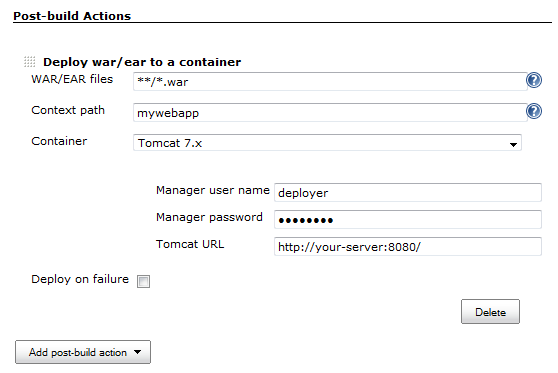 Post-build Actions
Deploy war/ear to a container
WAR/EAR files **/*.war
Context path mywebapp
Container Tomcat 7.x
Manager user name deployer
Manager password ••••••••
Tomcat URL http://your-server:8080/
Deploy on failure
Delete
Add post-build action